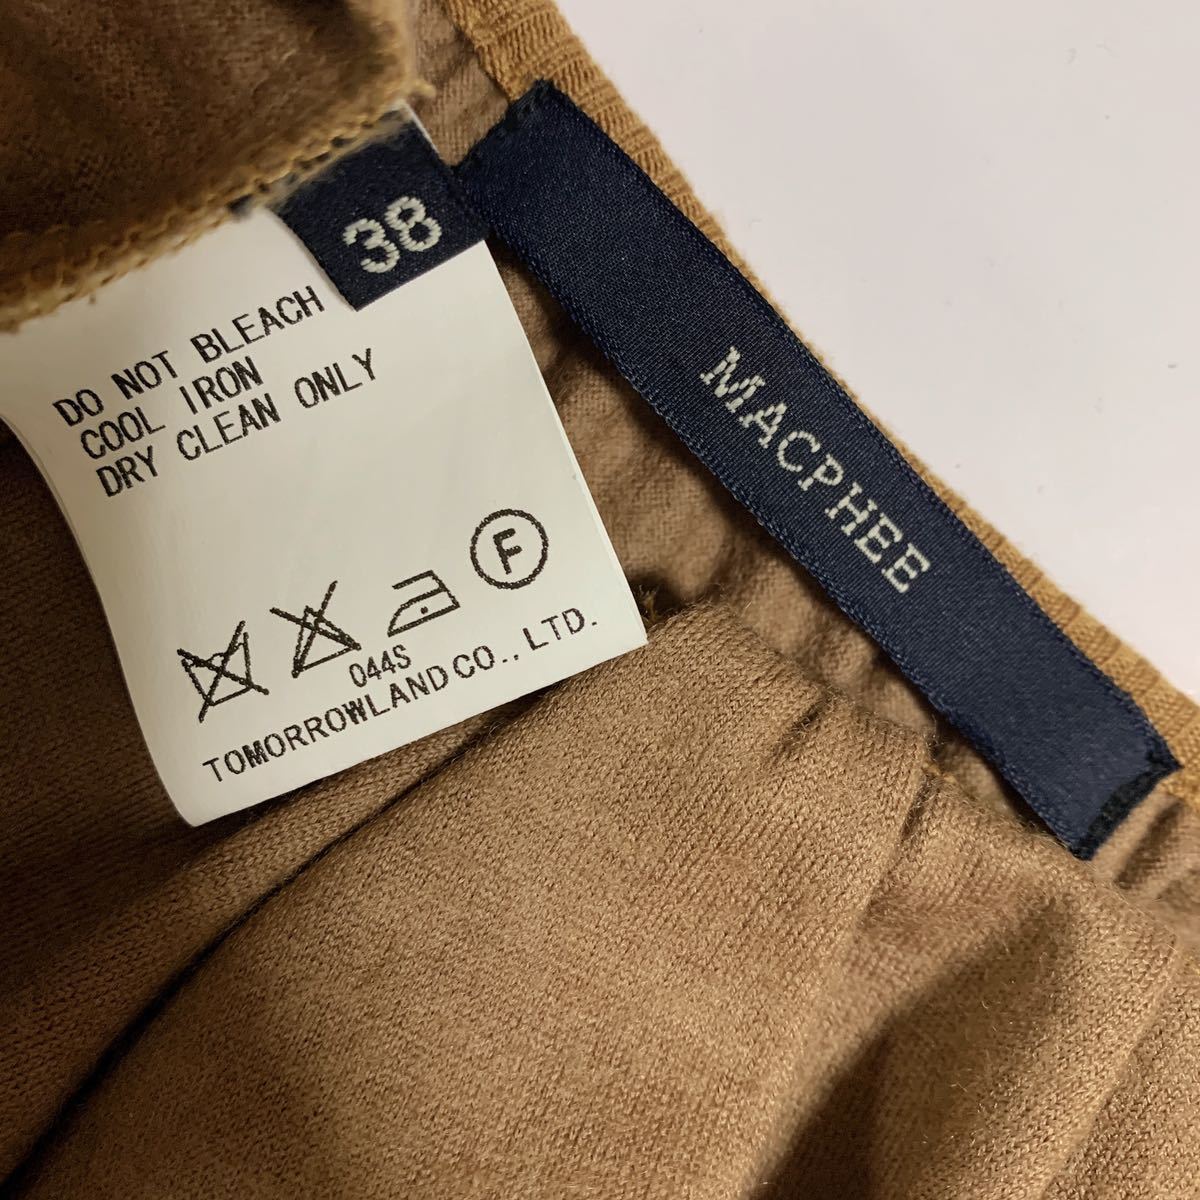 38
MACPHEE
DO NOT BLEACH
COOL IRON
DRY CLEAN ONLY
F
044S
TOMORROWLAND CO., LTD.